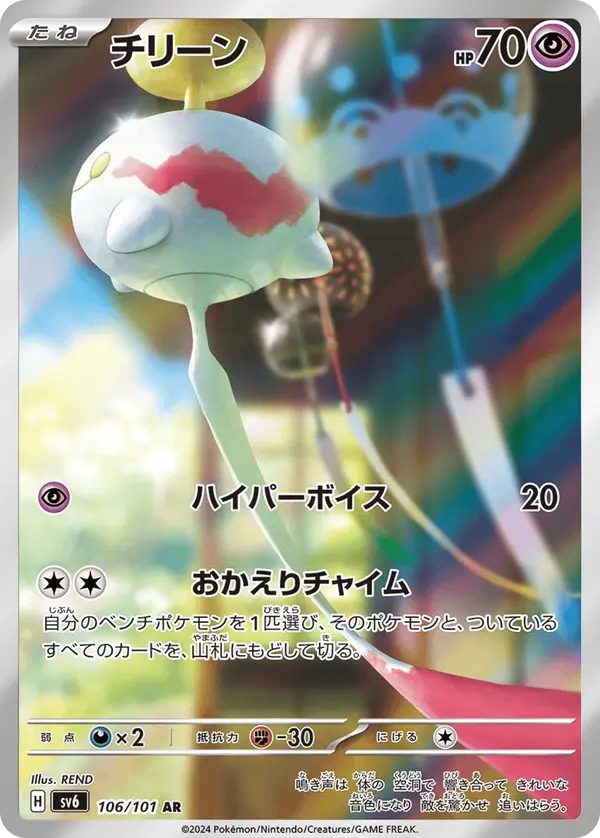 たね チリーン HP70
ハイパーボイス 20
おかえりチャイム
自分のベンチポケモンを1匹選び、そのポケモンと、ついている
すべてのカードを、山札にもどして切る。
弱点 ×2 抵抗力 -30 にげる
Illus. REND
H sv6 106/101 AR
鳴き声は 体の 空洞で 響き合って きれいな
音色になり 敵を驚かせ 追いはらう。
©2024 Pokémon/Nintendo/Creatures/GAME FREAK.